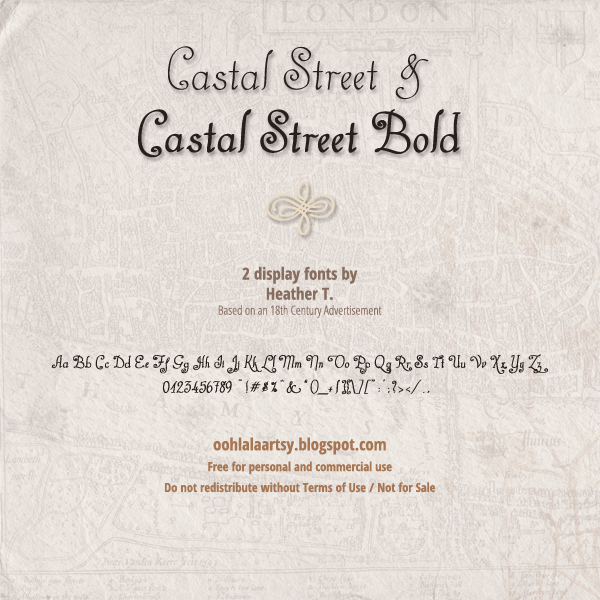 LONDON
Castal Street &
Castal Street Bold
2 display fonts by
Heather T.
Based on an 18th Century Advertisement
Aa Bb Cc Dd Ee Ff Gg Hh Ii Jj Kk Ll Mm Nn Oo Pp Qq Rr Ss Tt Uu Vv Xx Yy Zz
0123456789
oohlalaartsy.blogspot.com
Free for personal and commercial use
Do not redistribute without Terms of Use / Not for Sale